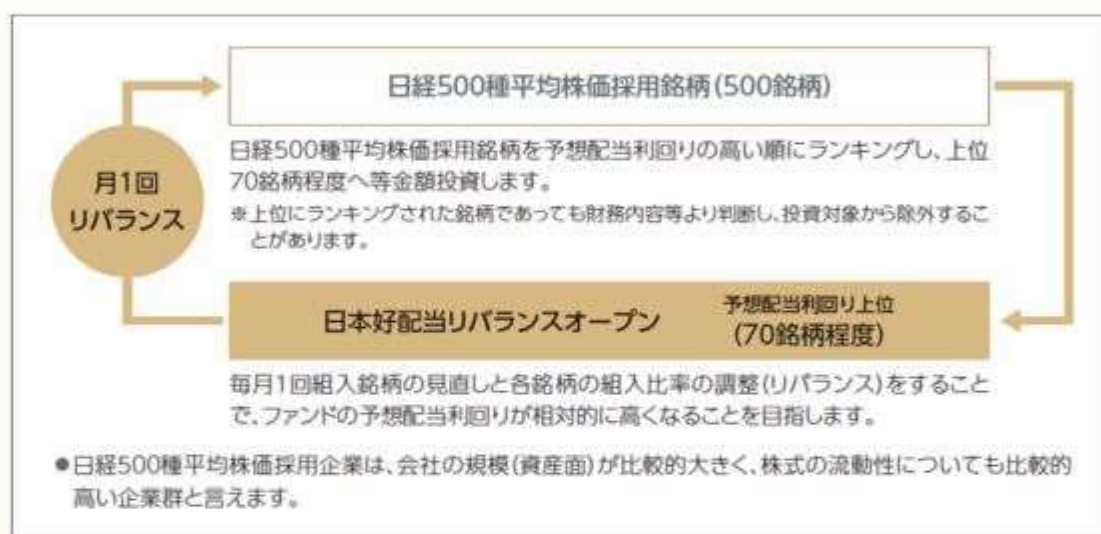 日経500種平均株価採用銘柄(500銘柄)
日経500種平均株価採用銘柄を予想配当利回りの高い順にランキングし、上位
70銘柄程度へ等金額投資します。
※上位にランキングされた銘柄であっても財務内容等より判断し、投資対象から除外するこ
とがあります。
月1回
リバランス
日本好配当リバランスオープン
予想配当利回り上位
(70銘柄程度)
毎月1回組入銘柄の見直しと各銘柄の組入比率の調整(リバランス)をすること
で、ファンドの予想配当利回りが相対的に高くなることを目指します。
●日経500種平均株価採用企業は、会社の規模(資産面)が比較的大きく、株式の流動性についても比較的
高い企業群と言えます。